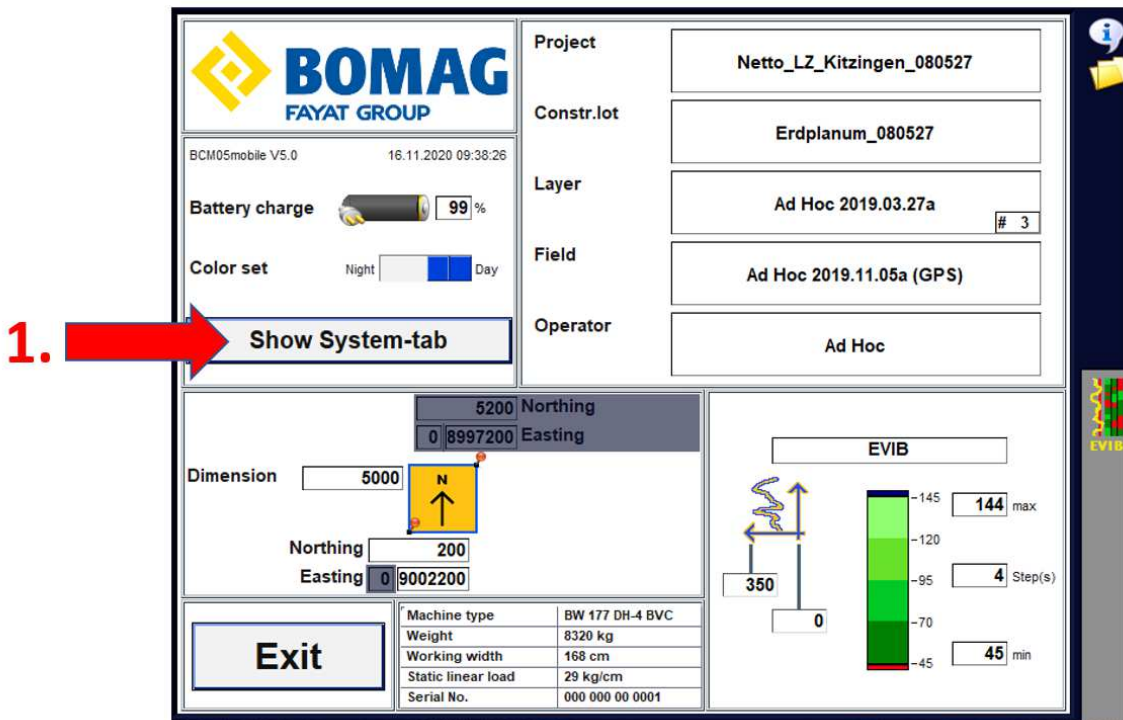 1.
BOMAG
FAYAT GROUP
BCM05mobile V5.0 16.11.2020 09:38:26
Battery charge 99 %
Color set Night Day
Show System-tab
Project Netto_LZ_Kitzingen_080527
Constr.lot Erdplanum_080527
Layer Ad Hoc 2019.03.27a
# 3
Field Ad Hoc 2019.11.05a (GPS)
Operator Ad Hoc
5200 Northing
0 8997200 Easting
Dimension 5000
N
Northing 200
Easting 0 9002200
Exit
Machine type BW 177 DH-4 BVC
Weight 8320 kg
Working width 168 cm
Static linear load 29 kg/cm
Serial No. 000 000 00 0001
EVIB
350
0
-145
-120
-95
-70
-45
144 max
4 Step(s)
45 min
i
EVIB